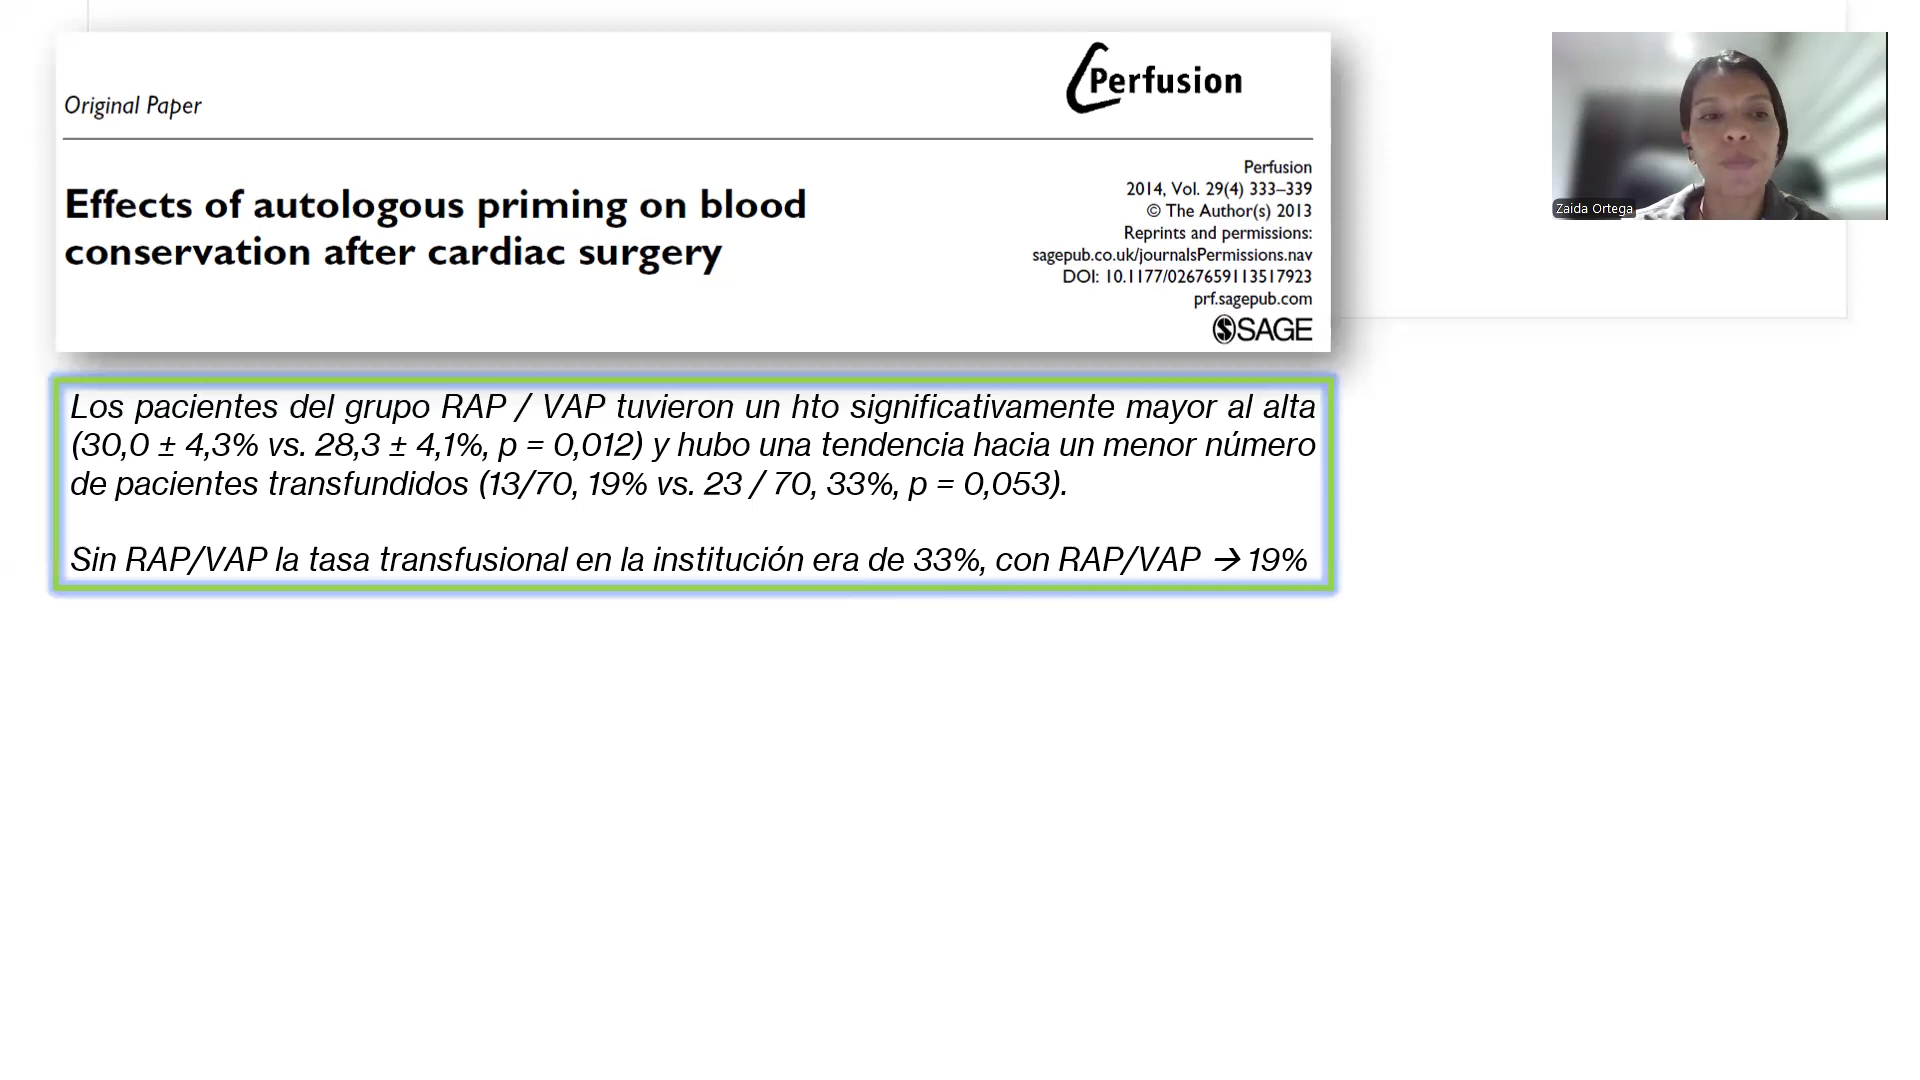 Original Paper
Perfusion
Effects of autologous priming on blood
conservation after cardiac surgery
Perfusion
2014, Vol. 29(4) 333–339
© The Author(s) 2013
Reprints and permissions:
sagepub.co.uk/journalsPermissions.nav
DOI: 10.1177/0267659113517923
prf.sagepub.com
SAGE
Zaida Ortega
Los pacientes del grupo RAP / VAP tuvieron un hto significativamente mayor al alta
(30,0 ± 4,3% vs. 28,3 ± 4,1%, p = 0,012) y hubo una tendencia hacia un menor número
de pacientes transfundidos (13/70, 19% vs. 23 / 70, 33%, p = 0,053).
Sin RAP/VAP la tasa transfusional en la institución era de 33%, con RAP/VAP → 19%